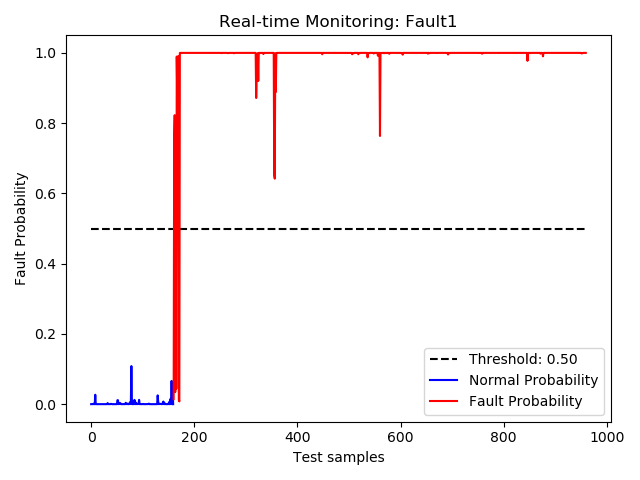 Real-time Monitoring: Fault1
Fault Probability
1.0
0.8
0.6
0.4
0.2
0.0
0
200
400
600
800
1000
Test samples
Threshold: 0.50
Normal Probability
Fault Probability